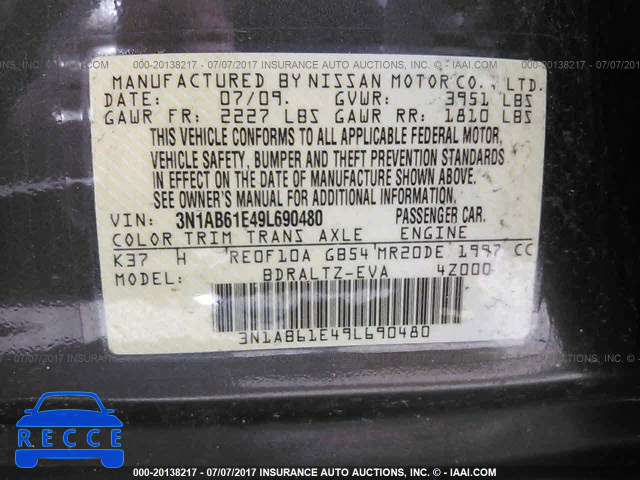 000-20138217 - 07/07/2017 INSURANCE AUTO AUCTIONS, INC. © - IAAI.COM
MANUFACTURED BY NISSAN MOTOR CO., LTD.
DATE: 07/09. GVWR: 3951 LBS
GAWR FR: 2227 LBS GAWR RR: 1810 LBS
THIS VEHICLE CONFORMS TO ALL APPLICABLE FEDERAL MOTOR,
VEHICLE SAFETY, BUMPER AND THEFT PREVENTION STANDARDS
IN EFFECT ON THE DATE OF MANUFACTURE SHOWN ABOVE.
SEE OWNER'S MANUAL FOR ADDITIONAL INFORMATION
VIN: 3N1AB61E49L690480 PASSENGER CAR.
COLOR TRIM TRANS AXLE ENGINE
K37 H RE0F10A GB54 MR20DE 1997 CC
MODEL: BDRALTZ-EVA 4Z000
3N1AB61E49L690480
RECCE
000-20138217 - 07/07/2017 INSURANCE AUTO AUCTIONS, INC. © - IAAI.COM